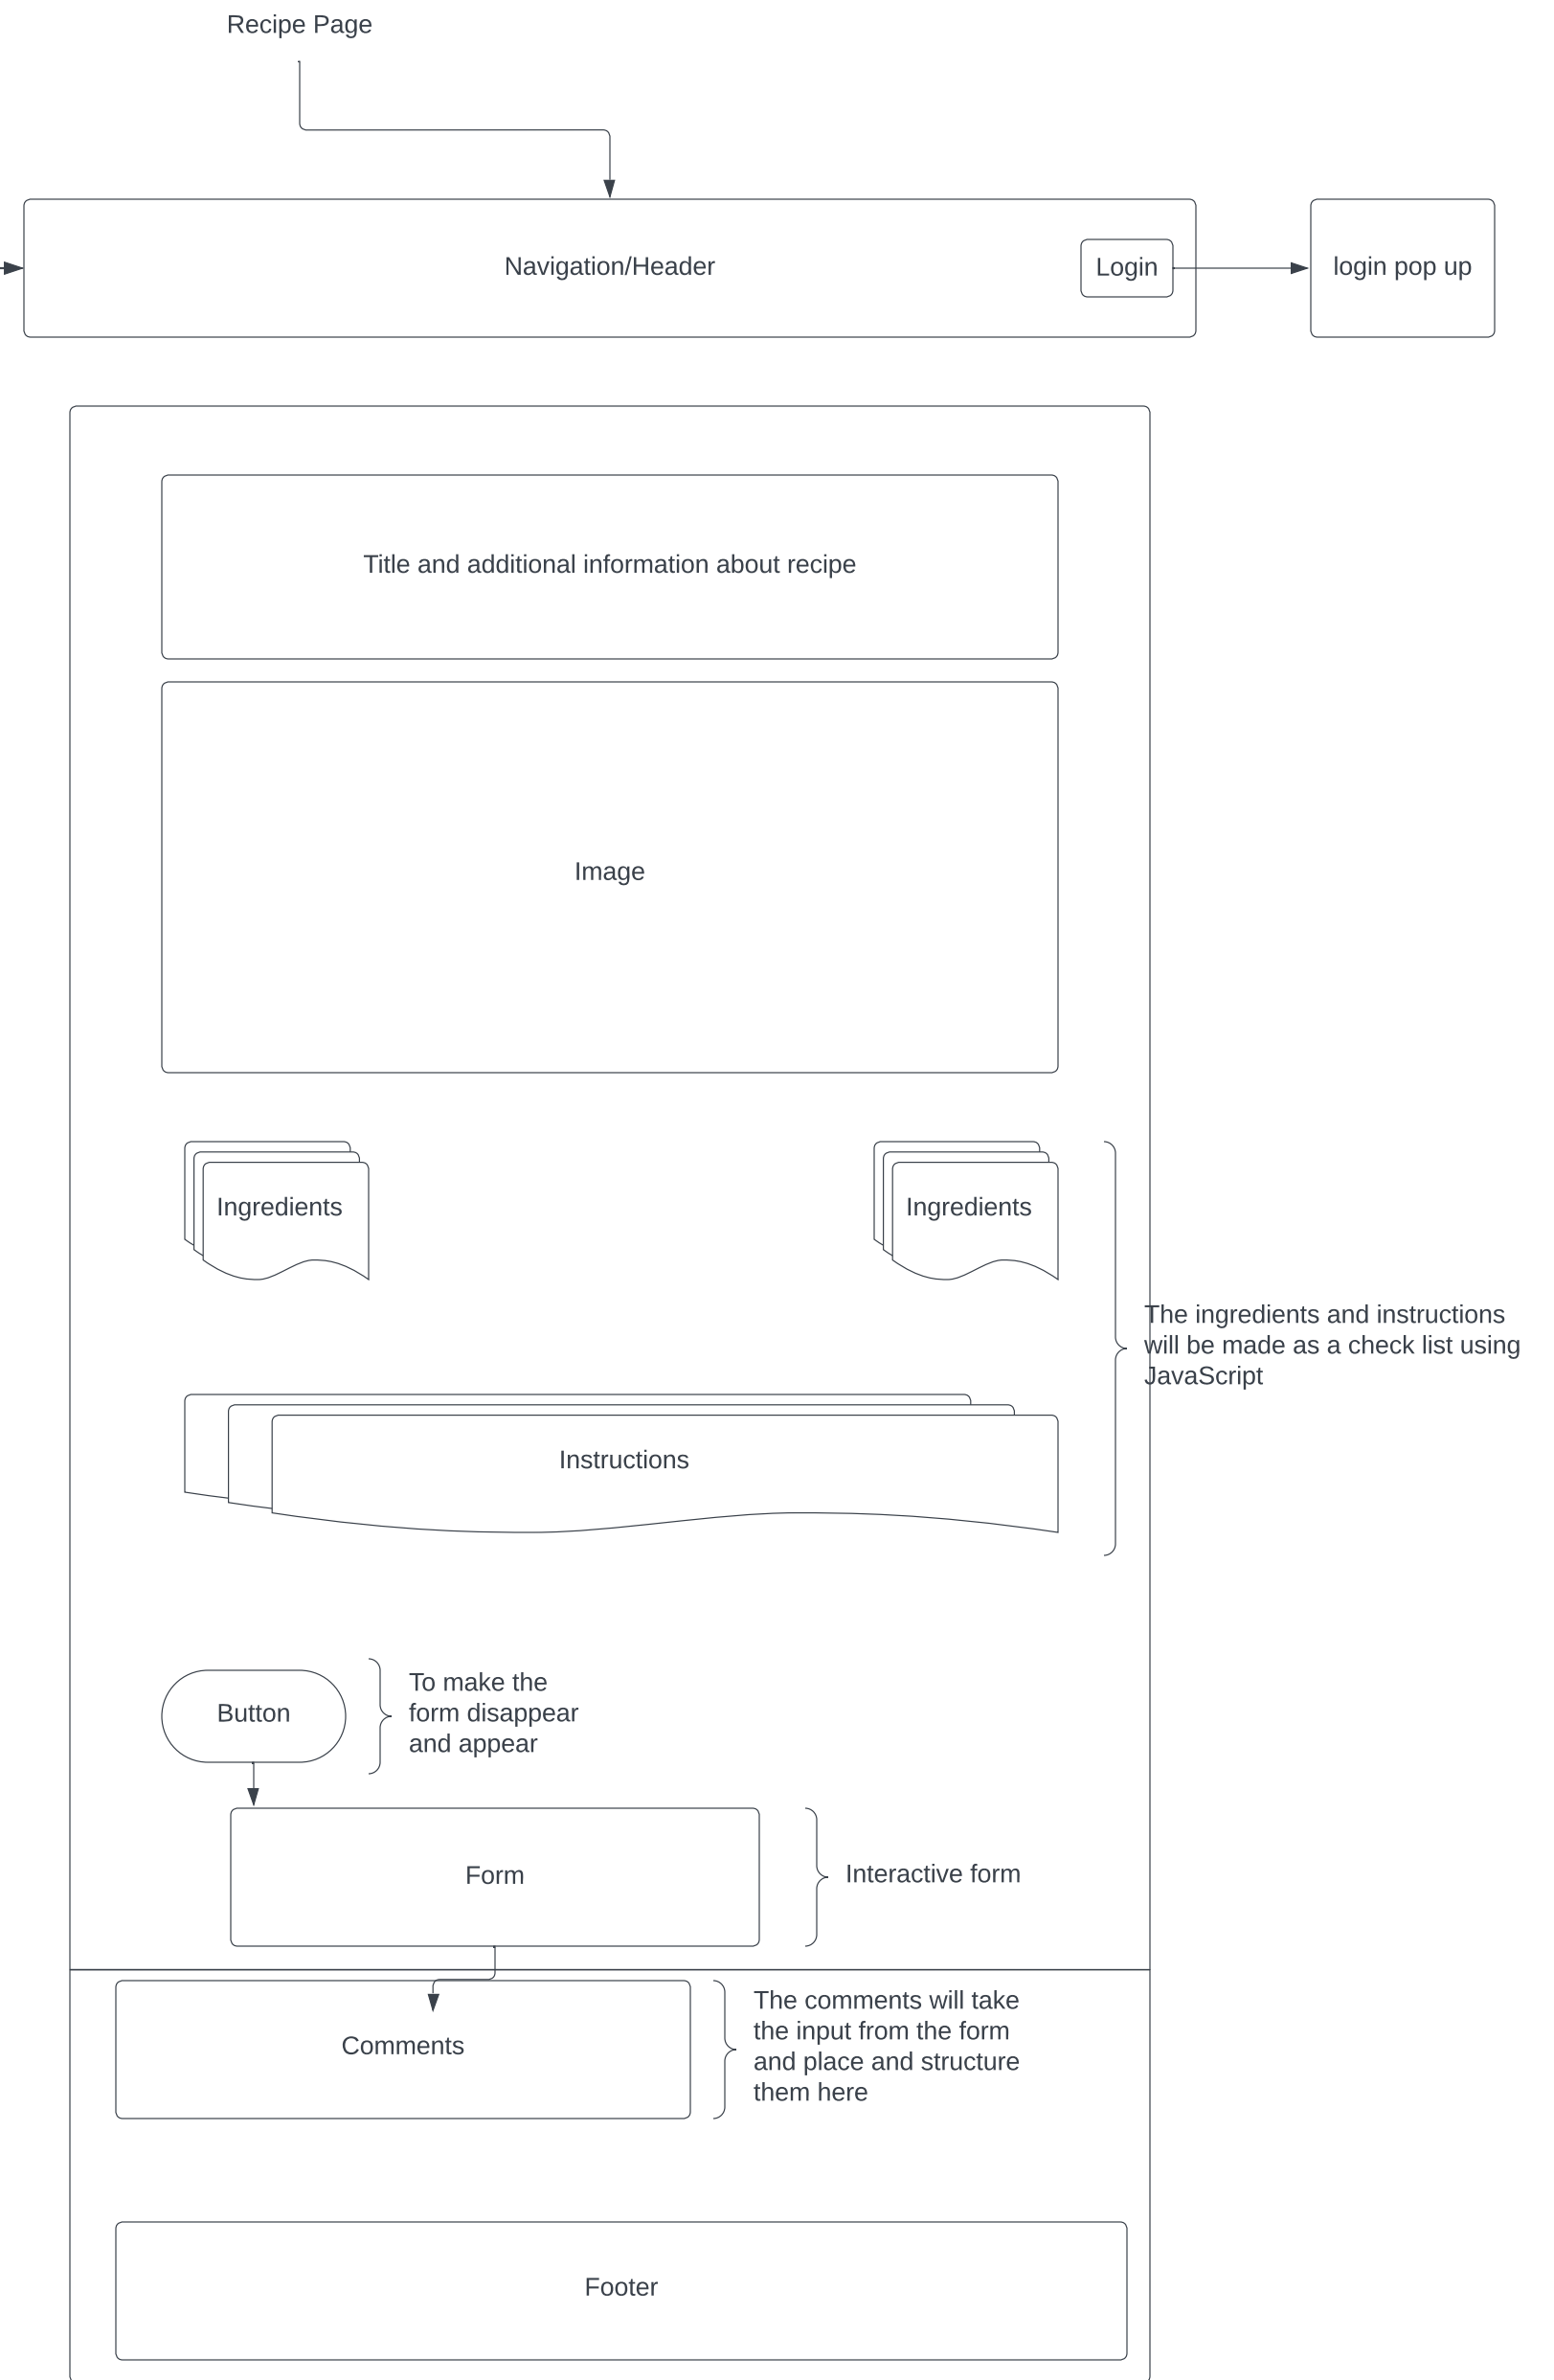 Recipe Page
Navigation/Header
Login
login pop up
Title and additional information about recipe
Image
Ingredients
Ingredients
The ingredients and instructions
will be made as a check list using
JavaScript
Instructions
Button
To make the
form disappear
and appear
Form
Interactive form
Comments
The comments will take
the input from the form
and place and structure
them here
Footer